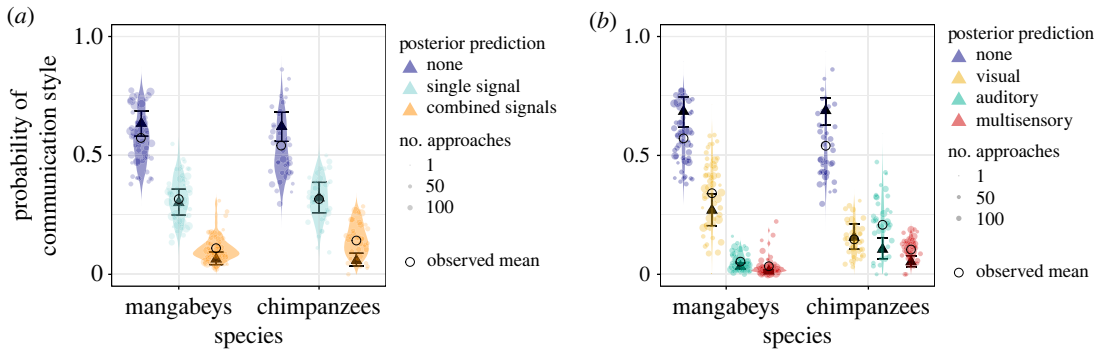 (a)
probability of
communication style
1.0
0.5
0
mangabeys
chimpanzees
species
posterior prediction
none
single signal
combined signals
no. approaches
1
50
100
observed mean
(b)
1.0
0.5
0
mangabeys
chimpanzees
species
posterior prediction
none
visual
auditory
multisensory
no. approaches
1
50
100
observed mean